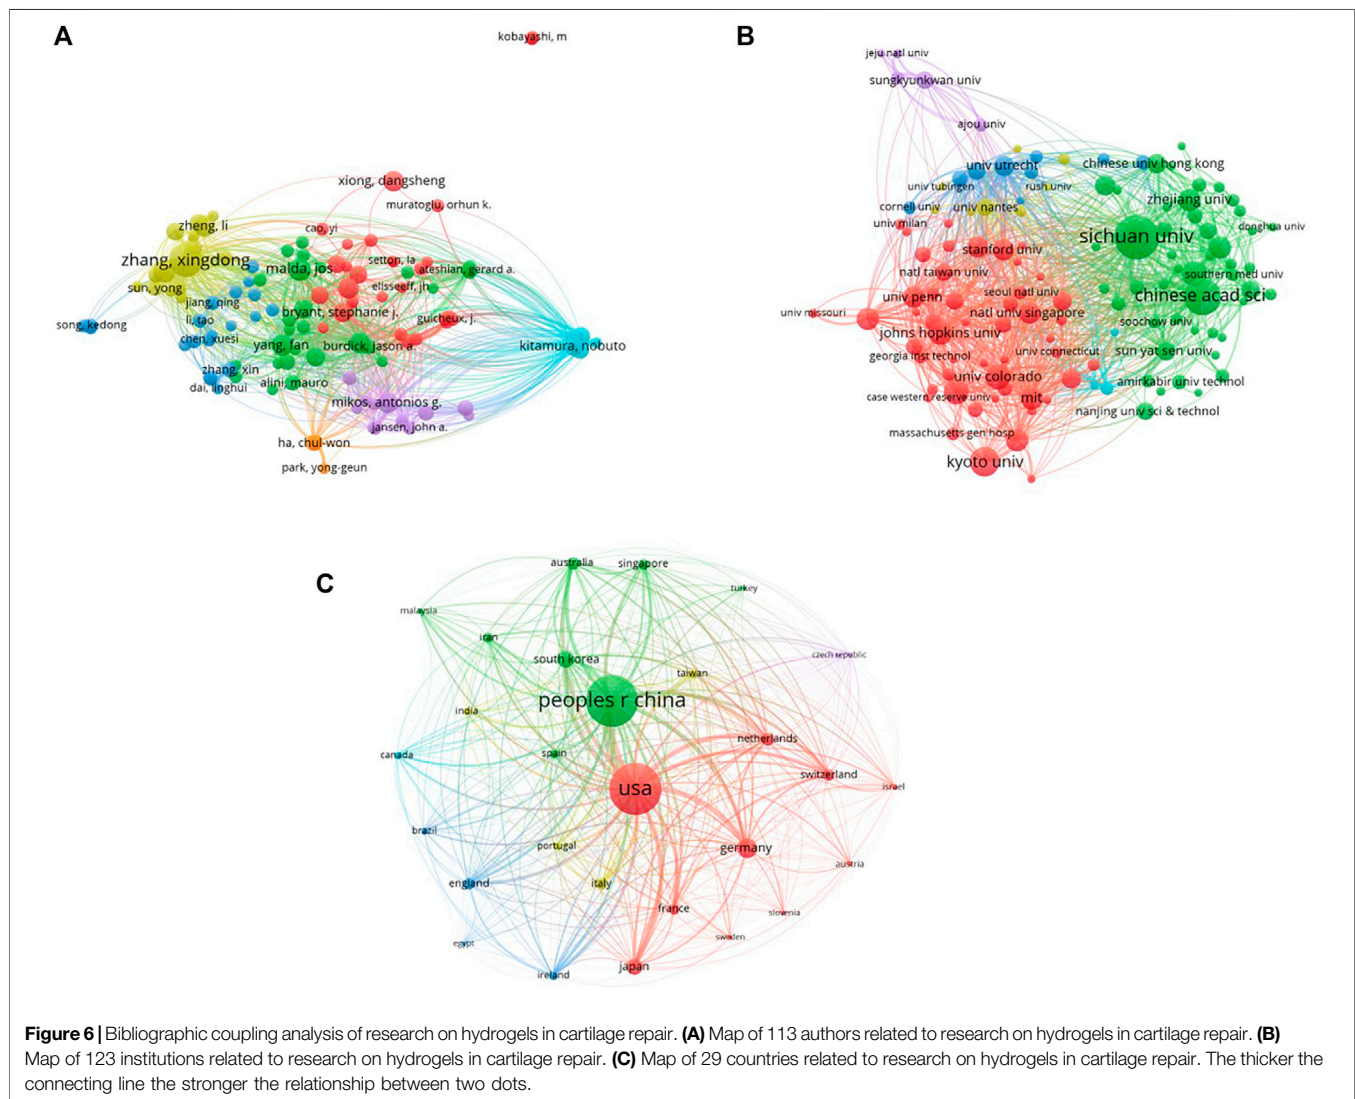 A
kobayashi, m
xiong, dangsheng
muratoglu, orhun k.
zheng, li
cao, yi
zhang, xingdong
malda, jos
setton, la
ateshian, gerard a.
sun, yong
elisseeff, jh
jiang, qing
bryant, stephanie j.
guicheux, j.
li, tao
song, kedong
chen, xuesi
yang, fan
burdick, jason a.
kitamura, nobuto
zhang, xin
dai, linghui
alini, mauro
mikos, antonios g.
jansen, john a.
ha, chul-won
park, yong-geun
B
jeju natl univ
sungkyunkwan univ
ajou univ
univ utrecht
chinese univ hong kong
univ tubingen
rush univ
zhejiang univ
cornell univ
univ nantes
univ milan
donghua univ
sichuan univ
stanford univ
natl taiwan univ
southern med univ
univ penn
seoul natl univ
chinese acad sci
univ missouri
natl univ singapore
soochow univ
johns hopkins univ
georgia inst technol
univ connecticut
sun yat sen univ
univ colorado
amirkabir univ technol
case western reserve univ
mit
nanjing univ sci & technol
massachusetts gen hosp
kyoto univ
C
australia
singapore
turkey
malaysia
iran
south korea
czech republic
taiwan
peoples r china
india
netherlands
canada
spain
switzerland
usa
israel
brazil
portugal
germany
austria
england
italy
france
slovenia
sweden
egypt
ireland
japan
Figure 6 | Bibliographic coupling analysis of research on hydrogels in cartilage repair. (A) Map of 113 authors related to research on hydrogels in cartilage repair. (B)
Map of 123 institutions related to research on hydrogels in cartilage repair. (C) Map of 29 countries related to research on hydrogels in cartilage repair. The thicker the
connecting line the stronger the relationship between two dots.